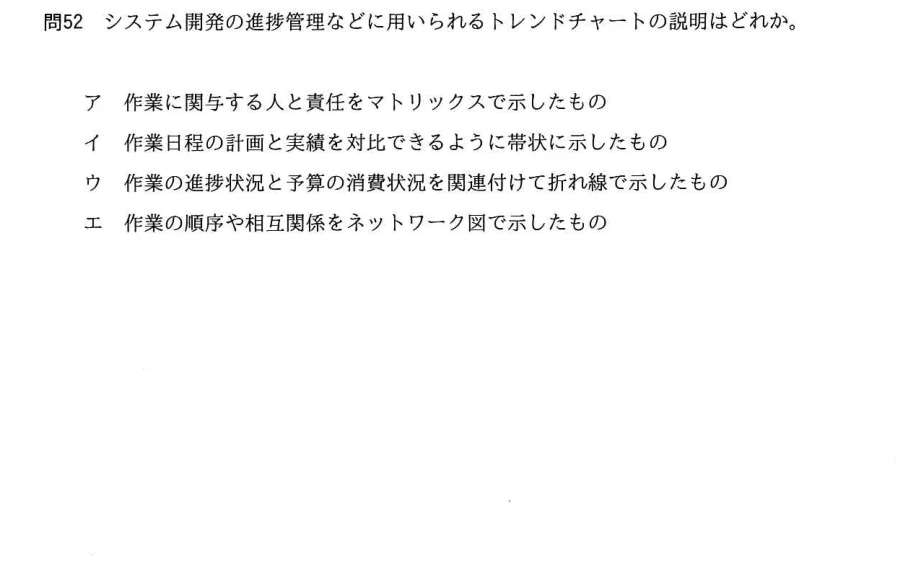 問52 システム開発の進捗管理などに用いられるトレンドチャートの説明はどれか。
ア 作業に関与する人と責任をマトリックスで示したもの
イ 作業日程の計画と実績を対比できるように帯状に示したもの
ウ 作業の進捗状況と予算の消費状況を関連付けて折れ線で示したもの
エ 作業の順序や相互関係をネットワーク図で示したもの